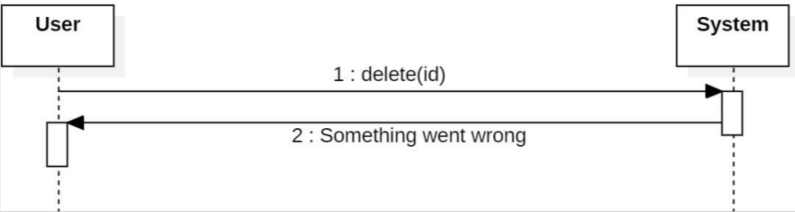 User
System
1 : delete(id)
2 : Something went wrong